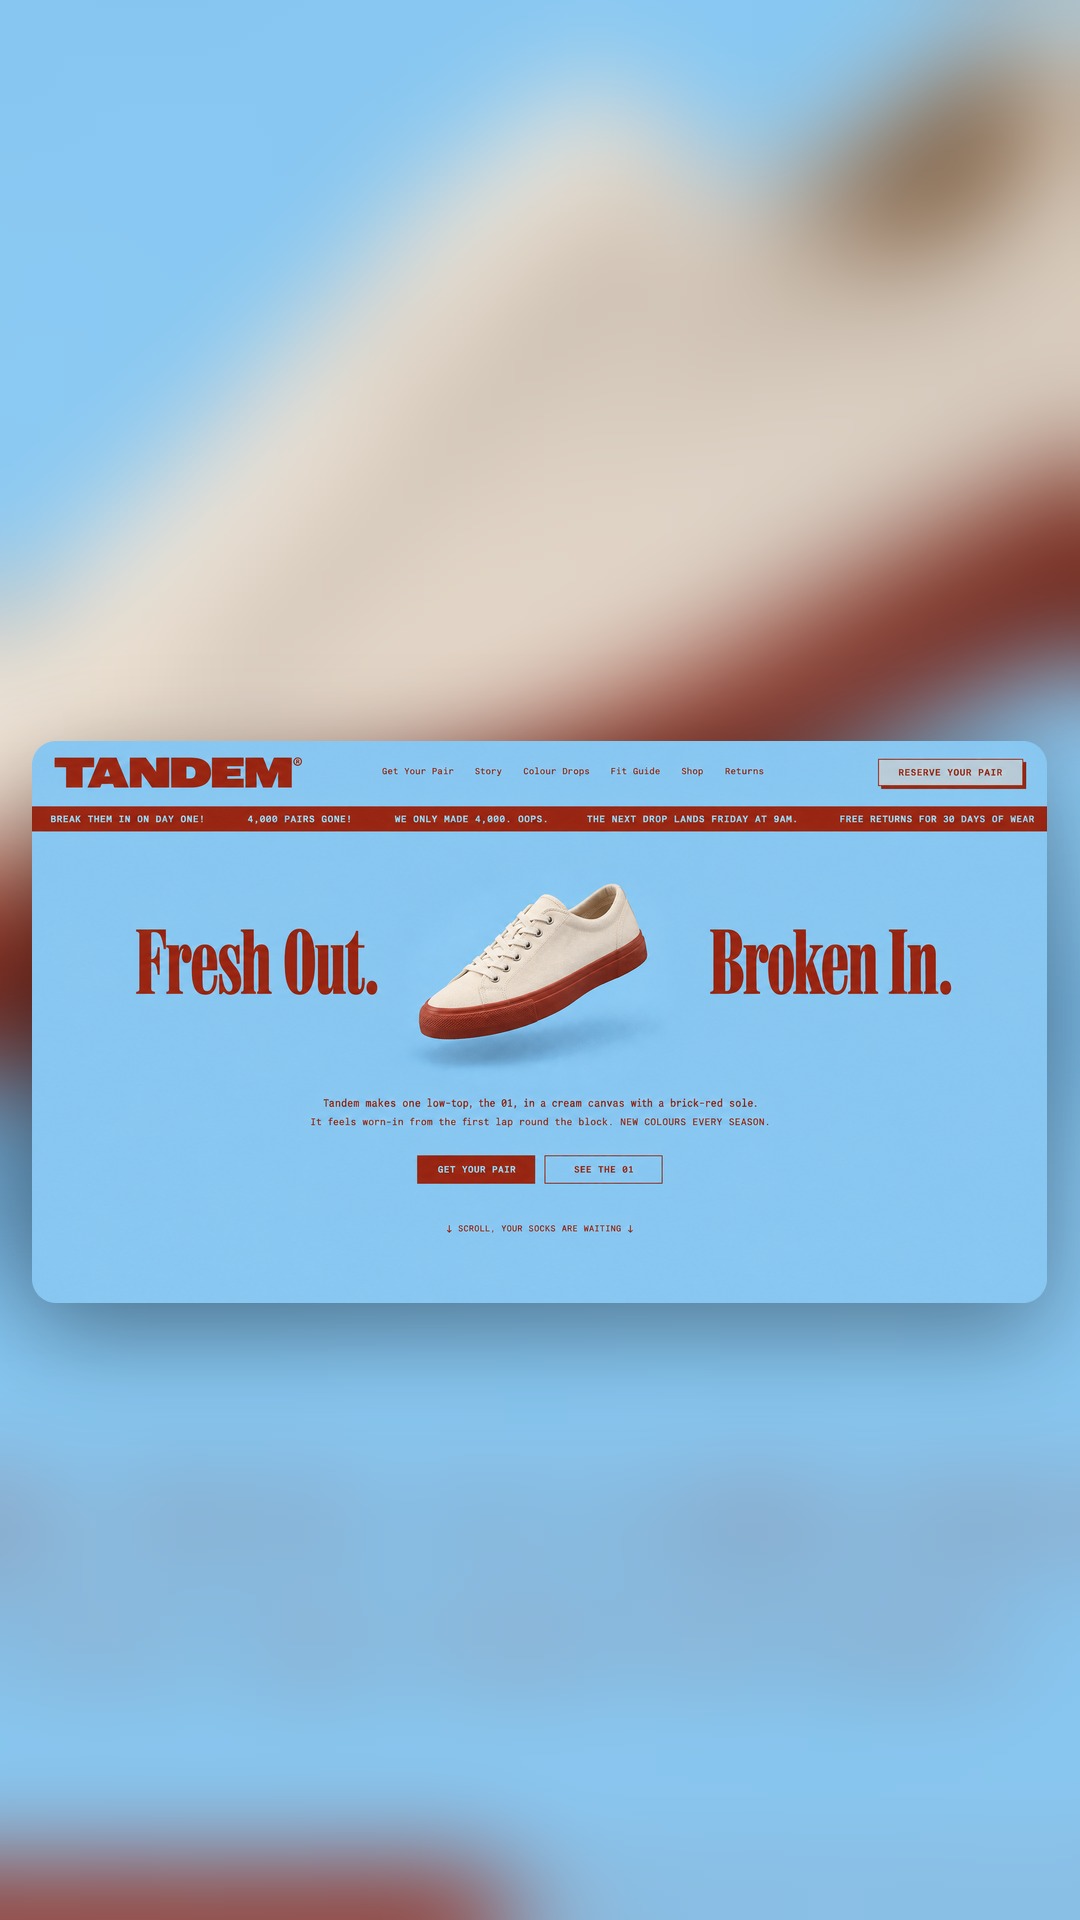 TANDEM®
Get Your Pair Story Colour Drops Fit Guide Shop Returns
RESERVE YOUR PAIR
BREAK THEM IN ON DAY ONE! 4,000 PAIRS GONE! WE ONLY MADE 4,000. OOPS. THE NEXT DROP LANDS FRIDAY AT 9AM. FREE RETURNS FOR 30 DAYS OF WEAR
Fresh Out. Broken In.
Tandem makes one low-top, the 01, in a cream canvas with a brick-red sole.
It feels worn-in from the first lap round the block. NEW COLOURS EVERY SEASON.
GET YOUR PAIR SEE THE 01
↓ SCROLL, YOUR SOCKS ARE WAITING ↓